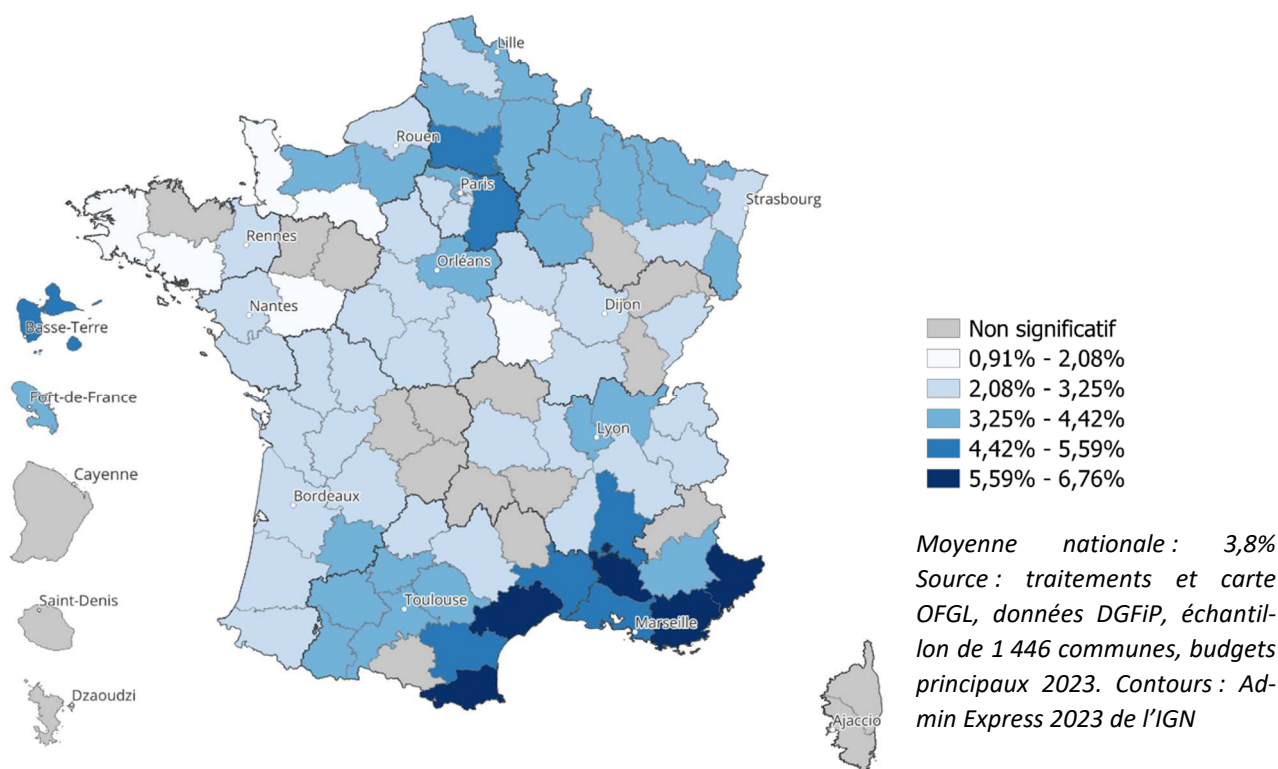 Lille
Rouen
Paris
Strasbourg
Rennes
Orléans
Nantes
Dijon
Basse-Terre
Fort-de-France
Lyon
Cayenne
Bordeaux
Saint-Denis
Toulouse
Marseille
Dzaoudzi
Ajaccio
Non significatif
0,91% - 2,08%
2,08% - 3,25%
3,25% - 4,42%
4,42% - 5,59%
5,59% - 6,76%
Moyenne nationale : 3,8%
Source : traitements et carte
OFGL, données DGFiP, échantil-
lon de 1 446 communes, budgets
principaux 2023. Contours : Ad-
min Express 2023 de l’IGN